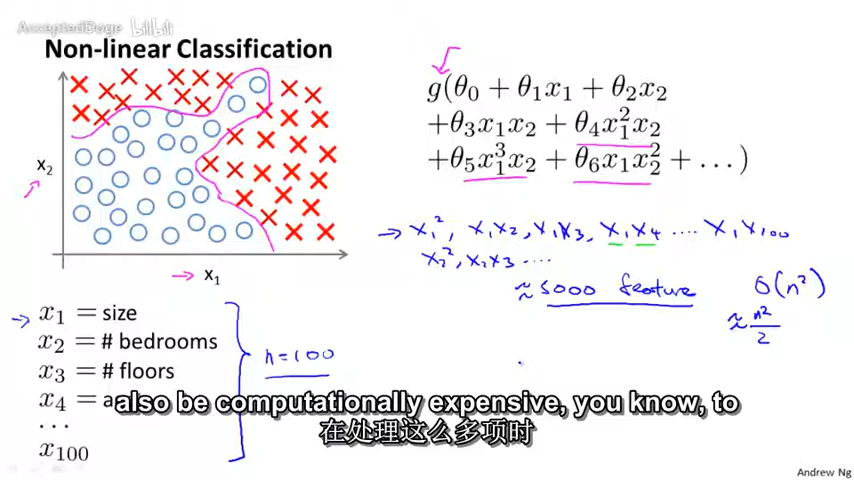 AcceptedDoge bilibili
Non-linear Classification
x₂
x₁
g(θ₀ + θ₁x₁ + θ₂x₂
+θ₃x₁x₂ + θ₄x₁²x₂
+θ₅x₁³x₂ + θ₆x₁x₂² + …)
→ x₁², x₁x₂, x₁x₃, x₁x₄ .... x₁x₁₀₀
x₂², x₂x₃ ....
≈ 5000 feature O(n²)
≈ n²/2
x₁ = size
x₂ = # bedrooms
x₃ = # floors
x₄ = a
…
x₁₀₀
n=100
also be computationally expensive, you know, to
在处理这么多项时
Andrew Ng